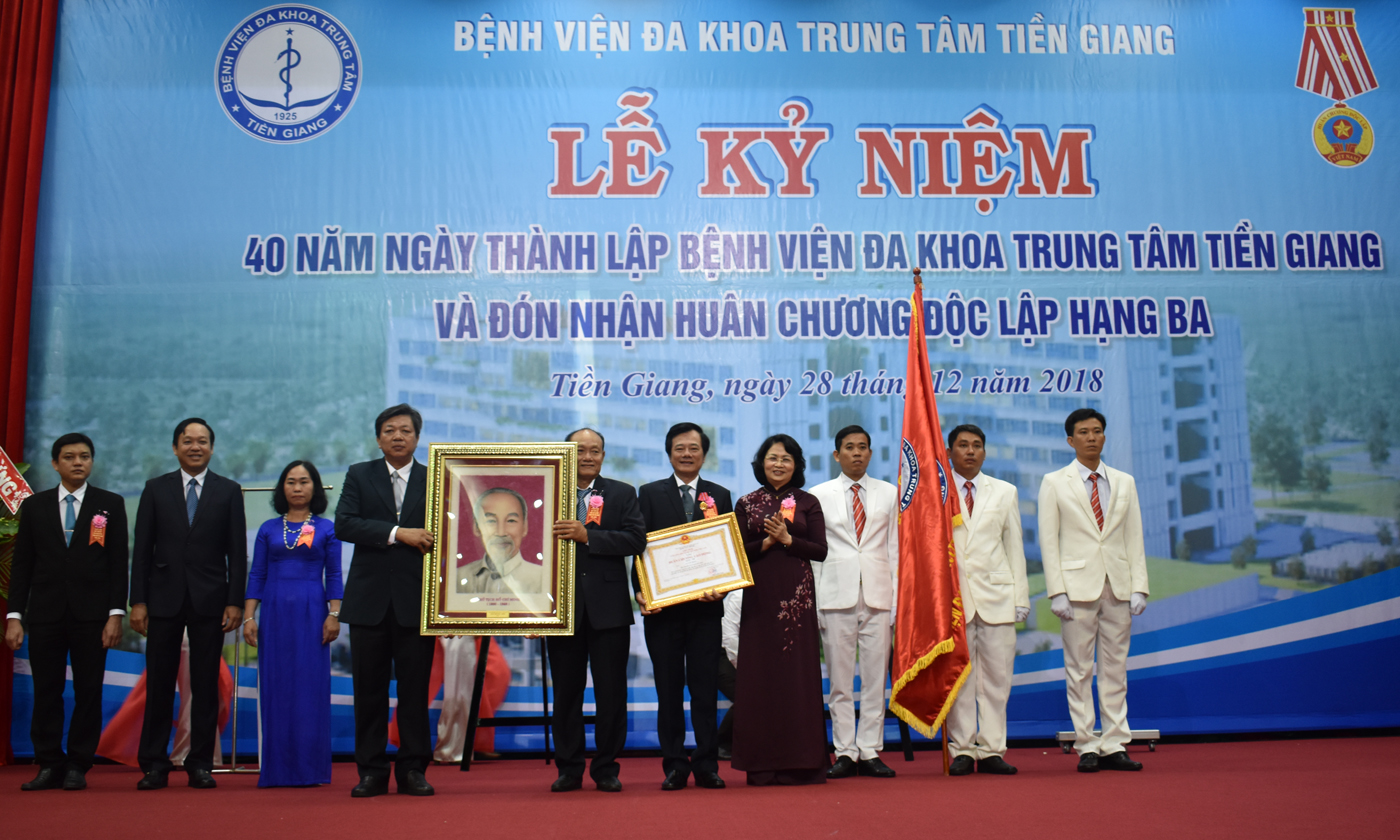 BỆNH VIỆN ĐA KHOA TRUNG TÂM TIỀN GIANG
BỆNH VIỆN ĐA KHOA TRUNG TÂM
1925
TIỀN GIANG
LỄ KỶ NIỆM
40 NĂM NGÀY THÀNH LẬP BỆNH VIỆN ĐA KHOA TRUNG TÂM TIỀN GIANG
VÀ ĐÓN NHẬN HUÂN CHƯƠNG ĐỘC LẬP HẠNG BA
Tiền Giang, ngày 28 tháng 12 năm 2018
VIỆT NAM